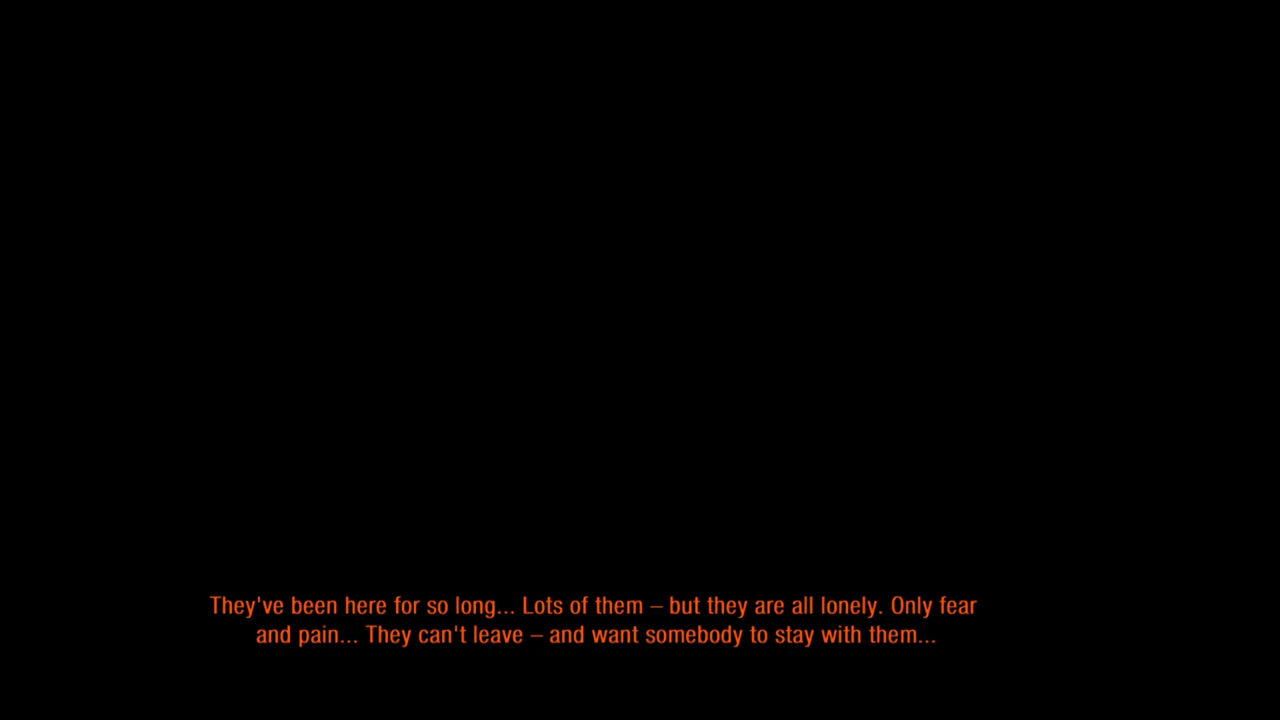 They've been here for so long... Lots of them – but they are all lonely. Only fear
and pain... They can't leave – and want somebody to stay with them...